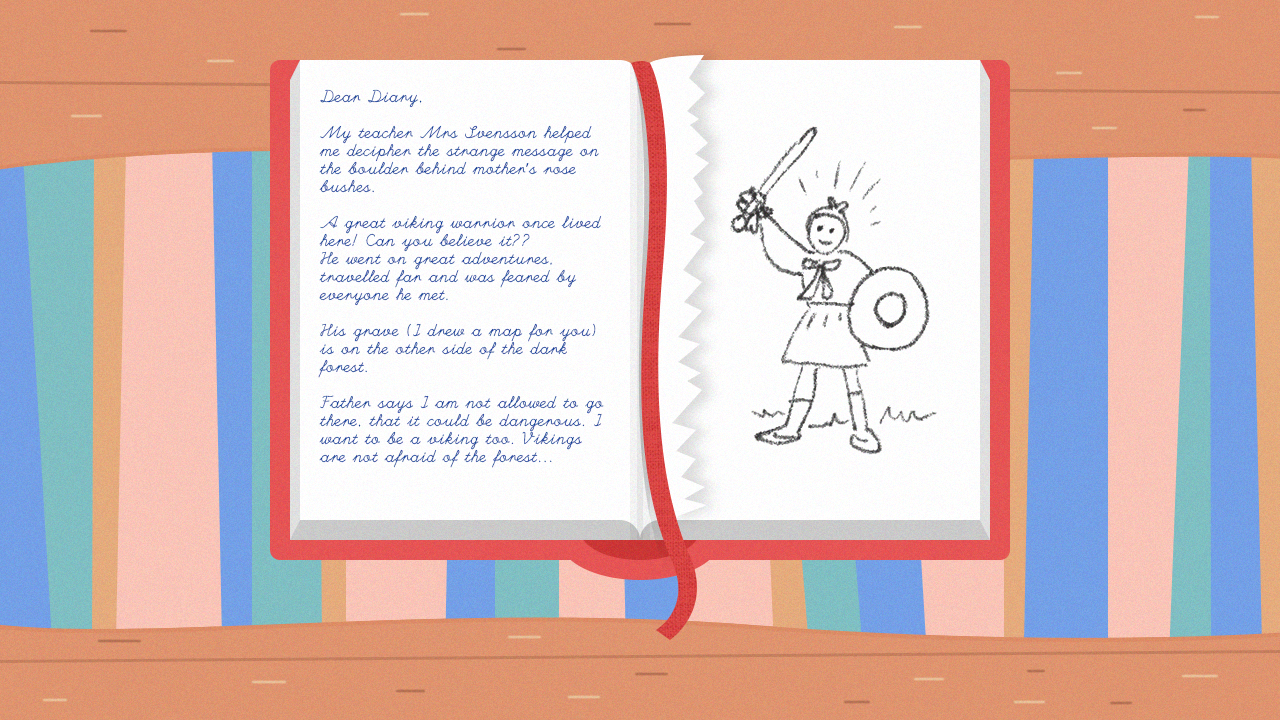 Dear Diary,
My teacher Mrs Svensson helped
me decipher the strange message on
the boulder behind mother's rose
bushes.
A great viking warrior once lived
here! Can you believe it??
He went on great adventures,
travelled far and was feared by
everyone he met.
His grave (I drew a map for you)
is on the other side of the dark
forest.
Father says I am not allowed to go
there, that it could be dangerous. I
want to be a viking too. Vikings
are not afraid of the forest...